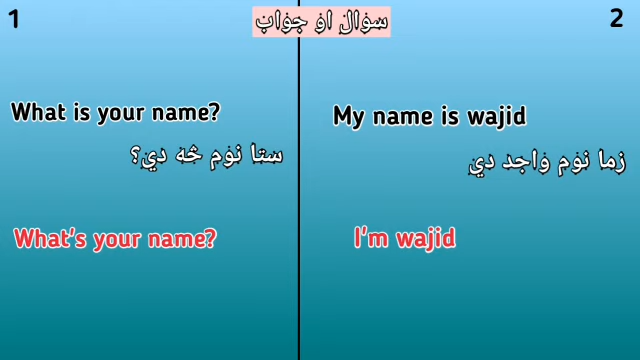 1
سوال او جواب
2
What is your name?
ستا نوم څه دي؟
What's your name?
My name is wajid
زما نوم واجد دي
I'm wajid